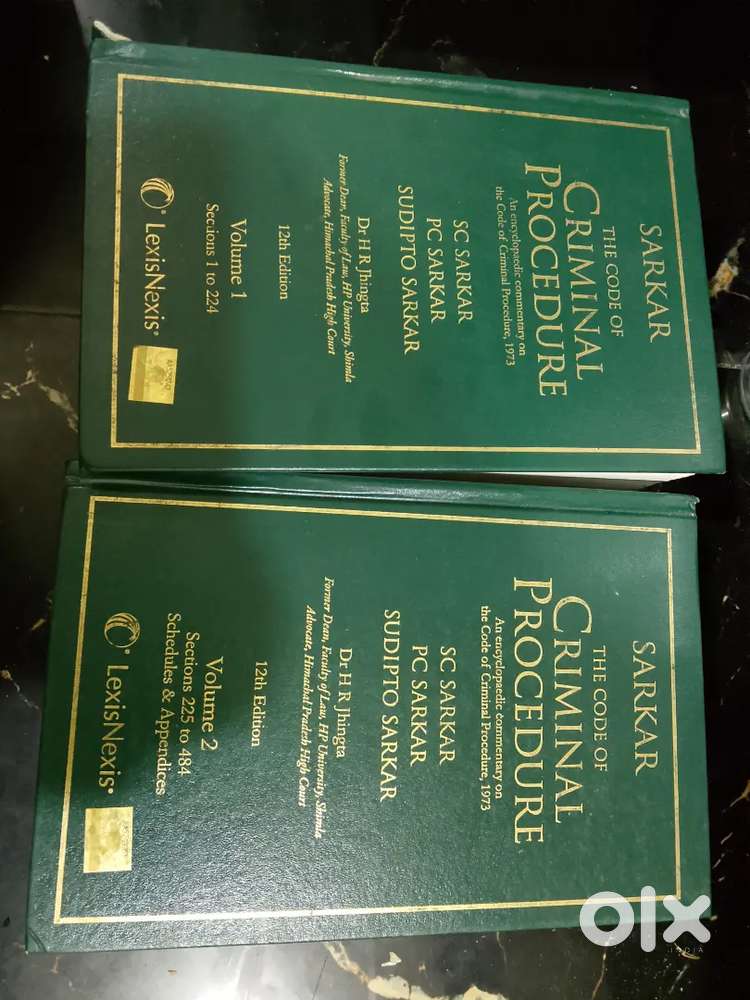 SARKAR
THE CODE OF
CRIMINAL
PROCEDURE
An encyclopaedic commentary on
the Code of Criminal Procedure, 1973
SC SARKAR
PC SARKAR
SUDIPTO SARKAR
Dr H R Jhingta
Former Dean, Faculty of Law, HP University, Shimla
Advocate, Himachal Pradesh High Court
12th Edition
Volume 1
Sections 1 to 224
LexisNexis®
SARKAR
THE CODE OF
CRIMINAL
PROCEDURE
An encyclopaedic commentary on
the Code of Criminal Procedure, 1973
SC SARKAR
PC SARKAR
SUDIPTO SARKAR
Dr H R Jhingta
Former Dean, Faculty of Law, HP University, Shimla
Advocate, Himachal Pradesh High Court
12th Edition
Volume 2
Sections 225 to 484
Schedules & Appendices
LexisNexis®
olx
INDIA